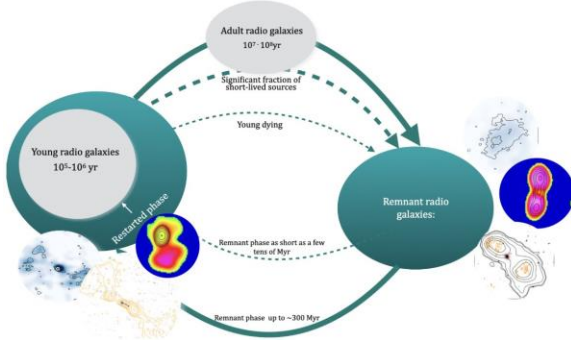 Adult radio galaxies
10⁷- 10⁸yr
Significant fraction of
short-lived sources
Young dying
Young radio galaxies
10⁵-10⁶ yr
Restarted phase
Remnant radio
galaxies:
Remnant phase as short as a few
tens of Myr
Remnant phase up to ~300 Myr